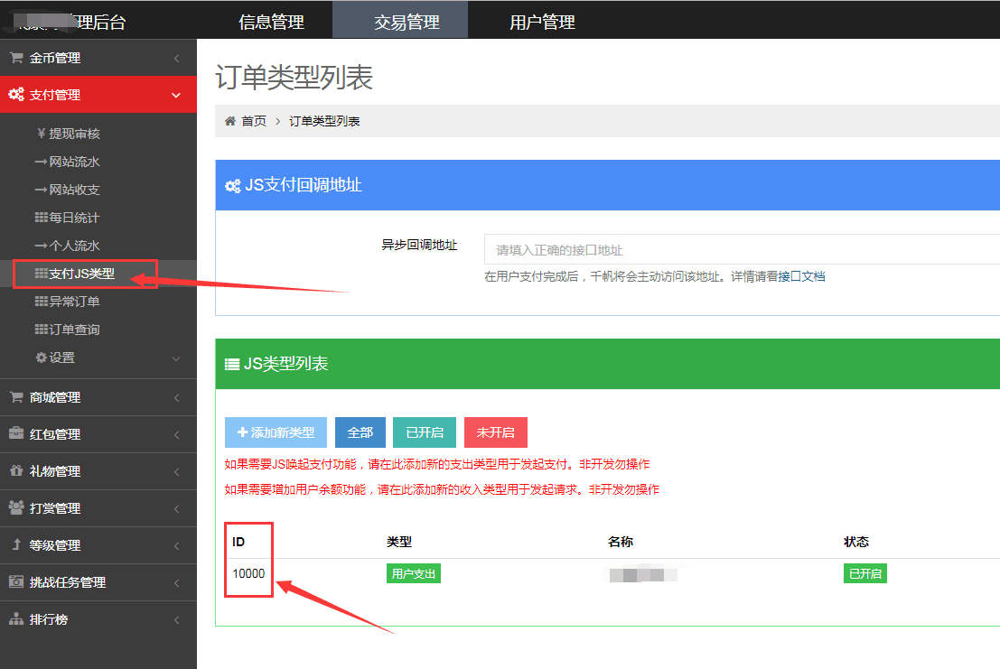 理后台
信息管理
交易管理
用户管理
金币管理
支付管理
¥ 提现审核
网站流水
网站收支
每日统计
个人流水
支付JS类型
异常订单
订单查询
设置
商城管理
红包管理
礼物管理
打赏管理
等级管理
挑战任务管理
排行榜
订单类型列表
首页 > 订单类型列表
JS支付回调地址
异步回调地址
请填入正确的接口地址
在用户支付完成后，千帆将会主动访问该地址。详情请看接口文档
JS类型列表
+ 添加新类型
全部
已开启
未开启
如果需要JS唤起支付功能，请在此添加新的支出类型用于发起支付。非开发勿操作
如果需要增加用户余额功能，请在此添加新的收入类型用于发起请求。非开发勿操作
ID 类型 名称 状态
10000 用户支出 已开启